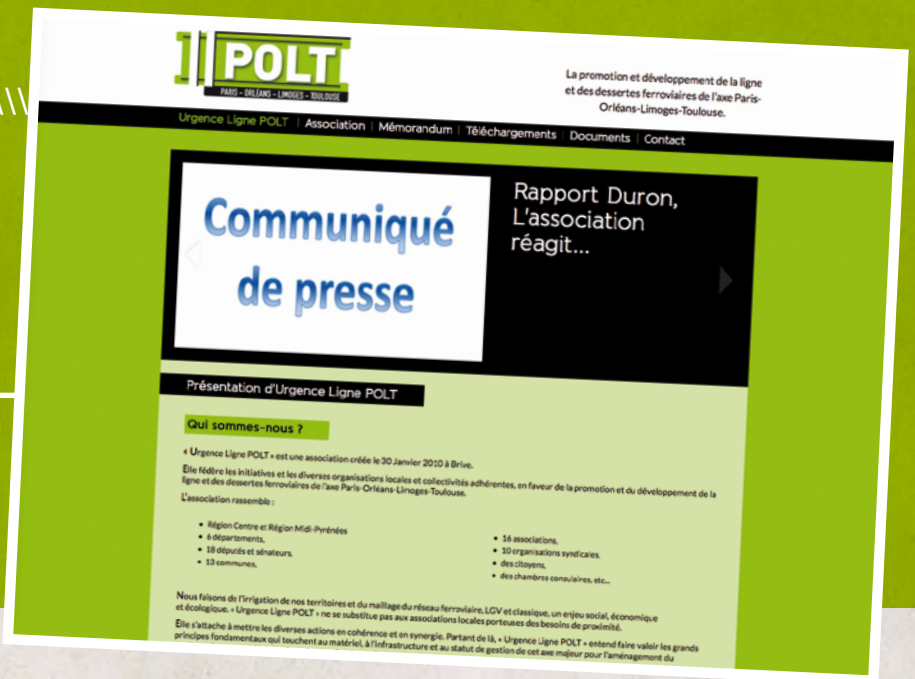 POLT
PARIS - ORLÉANS - LIMOGES - TOULOUSE
La promotion et développement de la ligne
et des dessertes ferroviaires de l'axe Paris-
Orléans-Limoges-Toulouse.
Urgence Ligne POLT | Association | Mémorandum | Téléchargements | Documents | Contact
Communiqué
de presse
Rapport Duron,
L'association
réagit...
Présentation d'Urgence Ligne POLT
Qui sommes-nous ?
« Urgence Ligne POLT » est une association créée le 30 Janvier 2010 à Brive.
Elle fédère les initiatives et les diverses organisations locales et collectivités adhérentes, en faveur de la promotion et du développement de la
ligne et des dessertes ferroviaires de l'axe Paris-Orléans-Limoges-Toulouse.
L'association rassemble :
• Région Centre et Région Midi-Pyrénées
• 6 départements,
• 18 députés et sénateurs,
• 13 communes,
• 16 associations,
• 10 organisations syndicales,
• des citoyens,
• des chambres consulaires, etc...
Nous faisons de l'irrigation de nos territoires et du maillage du réseau ferroviaire, LGV et classique, un enjeu social, économique
et écologique. « Urgence Ligne POLT » ne se substitue pas aux associations locales porteuses des besoins de proximité.
Elle s'attache à mettre les diverses actions en cohérence et en synergie. Partant de là, « Urgence Ligne POLT » entend faire valoir les grands
principes fondamentaux qui touchent au matériel, à l'infrastructure et au statut de gestion de cet axe majeur pour l'aménagement du